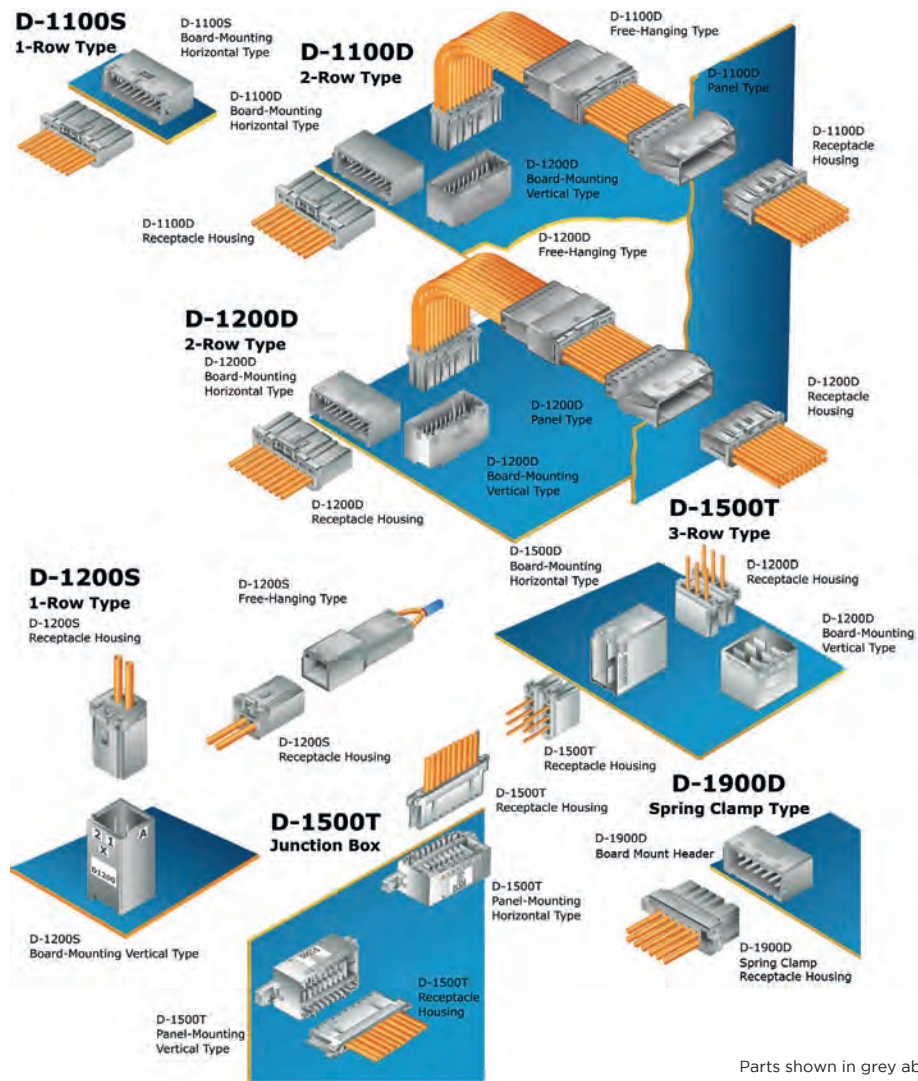 D-1100S
1-Row Type
D-1100S
Board-Mounting
Horizontal Type
D-1100D
Board-Mounting
Horizontal Type
D-1100D
2-Row Type
D-1100D
Free-Hanging Type
D-1100D
Panel Type
D-1100D
Receptacle
Housing
D-1200D
Board-Mounting
Vertical Type
D-1100D
Receptacle Housing
D-1200D
Free-Hanging Type
D-1200D
2-Row Type
D-1200D
Board-Mounting
Horizontal Type
D-1200D
Panel Type
D-1200D
Receptacle
Housing
D-1200D
Board-Mounting
Vertical Type
D-1200D
Receptacle Housing
D-1500T
3-Row Type
D-1500D
Board-Mounting
Horizontal Type
D-1200D
Receptacle Housing
D-1200D
Board-Mounting
Vertical Type
D-1500T
Receptacle Housing
D-1200S
1-Row Type
D-1200S
Receptacle Housing
D-1200S
Free-Hanging Type
D-1200S
Receptacle Housing
2 1 A
X
D1200
D-1200S
Board-Mounting Vertical Type
D-1500T
Junction Box
D-1500T
Receptacle Housing
D-1500T
Panel-Mounting
Horizontal Type
D-1500T
Receptacle
Housing
D-1500T
Panel-Mounting
Vertical Type
D-1900D
Spring Clamp Type
D-1900D
Board Mount Header
D-1900D
Spring Clamp
Receptacle Housing
Parts shown in grey ab